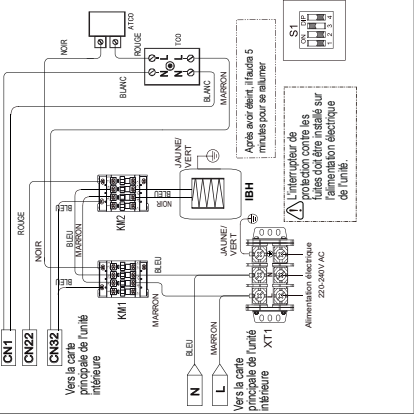 CN1
CN22
CN32
Vers la carte
principale de l'unité
intérieure
ROUGE
NOIR
BLEU
BLEU
MARRON
BLEU
KM2
KM1
BLEU
MARRON
NOIR
ROUGE
ATCO
TCO
L
L
N
N
BLANC
BLANC
MARRON
JAUNE/
VERT
BLEU
NOIR
IBH
Après avoir éteint, il faudra 5
minutes pour se rallumer
S1
ON DIP
1 2 3 4
L'interrupteur de
protection contre les
fuites doit être installé sur
l'alimentation électrique
de l'unité.
N
L
BLEU
MARRON
Vers la carte
principale de l'unité
intérieure
JAUNE/
VERT
L
N
XT1
Alimentation électrique
220-240V AC